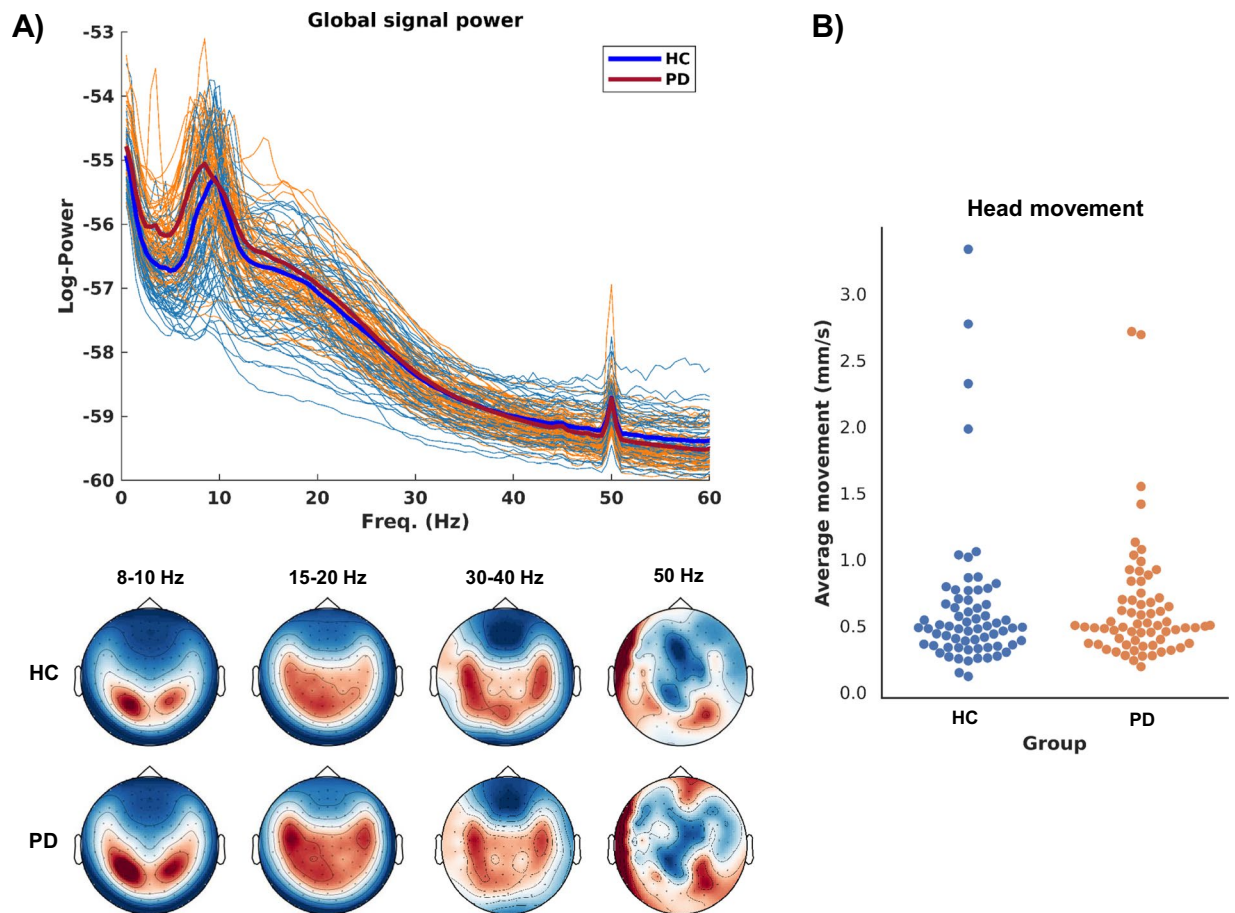 A)
Global signal power
HC
PD
-53
-54
-55
-56
-57
-58
-59
-60
Log-Power
0 10 20 30 40 50 60
Freq. (Hz)
8-10 Hz 15-20 Hz 30-40 Hz 50 Hz
HC
PD
B)
Head movement
3.0
2.5
2.0
1.5
1.0
0.5
0.0
Average movement (mm/s)
HC PD
Group